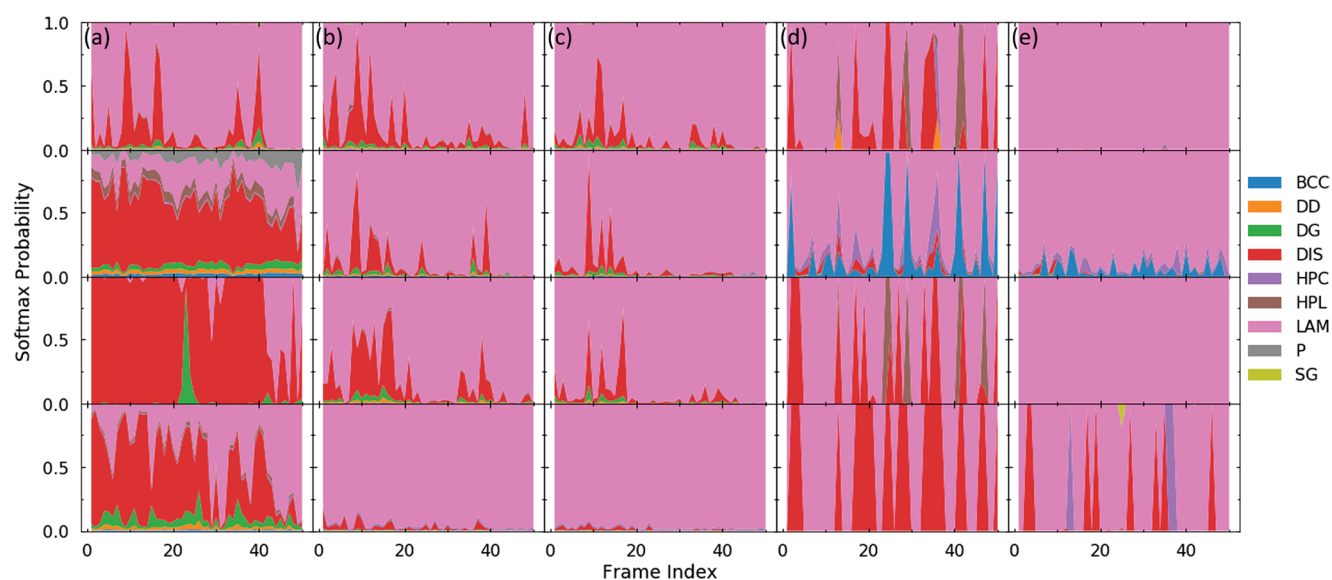 (a) (b) (c) (d) (e)
1.0
0.5
0.0
0.5
0.0
0.5
0.0
0.5
0.0
Softmax Probability
0 20 40 0 20 40 0 20 40 0 20 40 0 20 40
Frame Index
BCC
DD
DG
DIS
HPC
HPL
LAM
P
SG